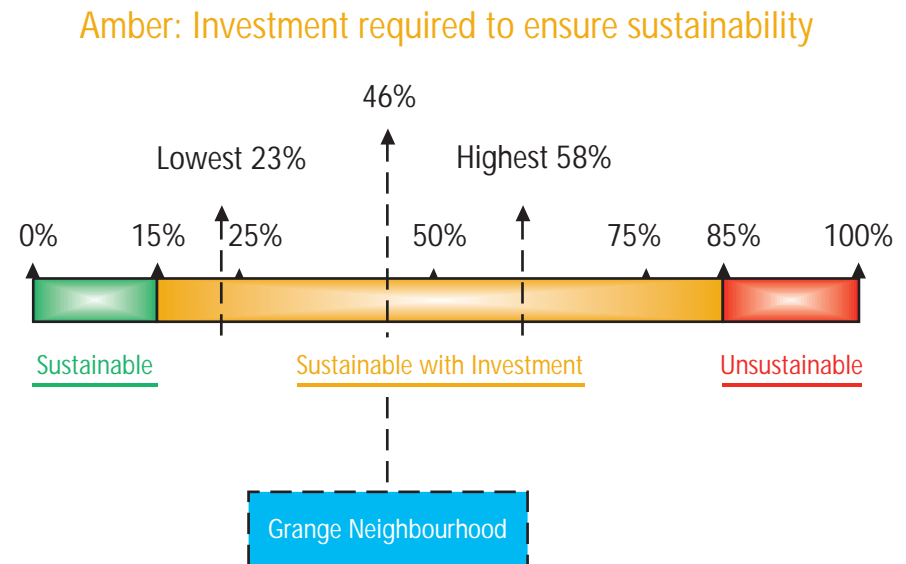 Amber: Investment required to ensure sustainability
46%
Lowest 23%
Highest 58%
0% 15% 25% 50% 75% 85% 100%
Sustainable
Sustainable with Investment
Unsustainable
Grange Neighbourhood